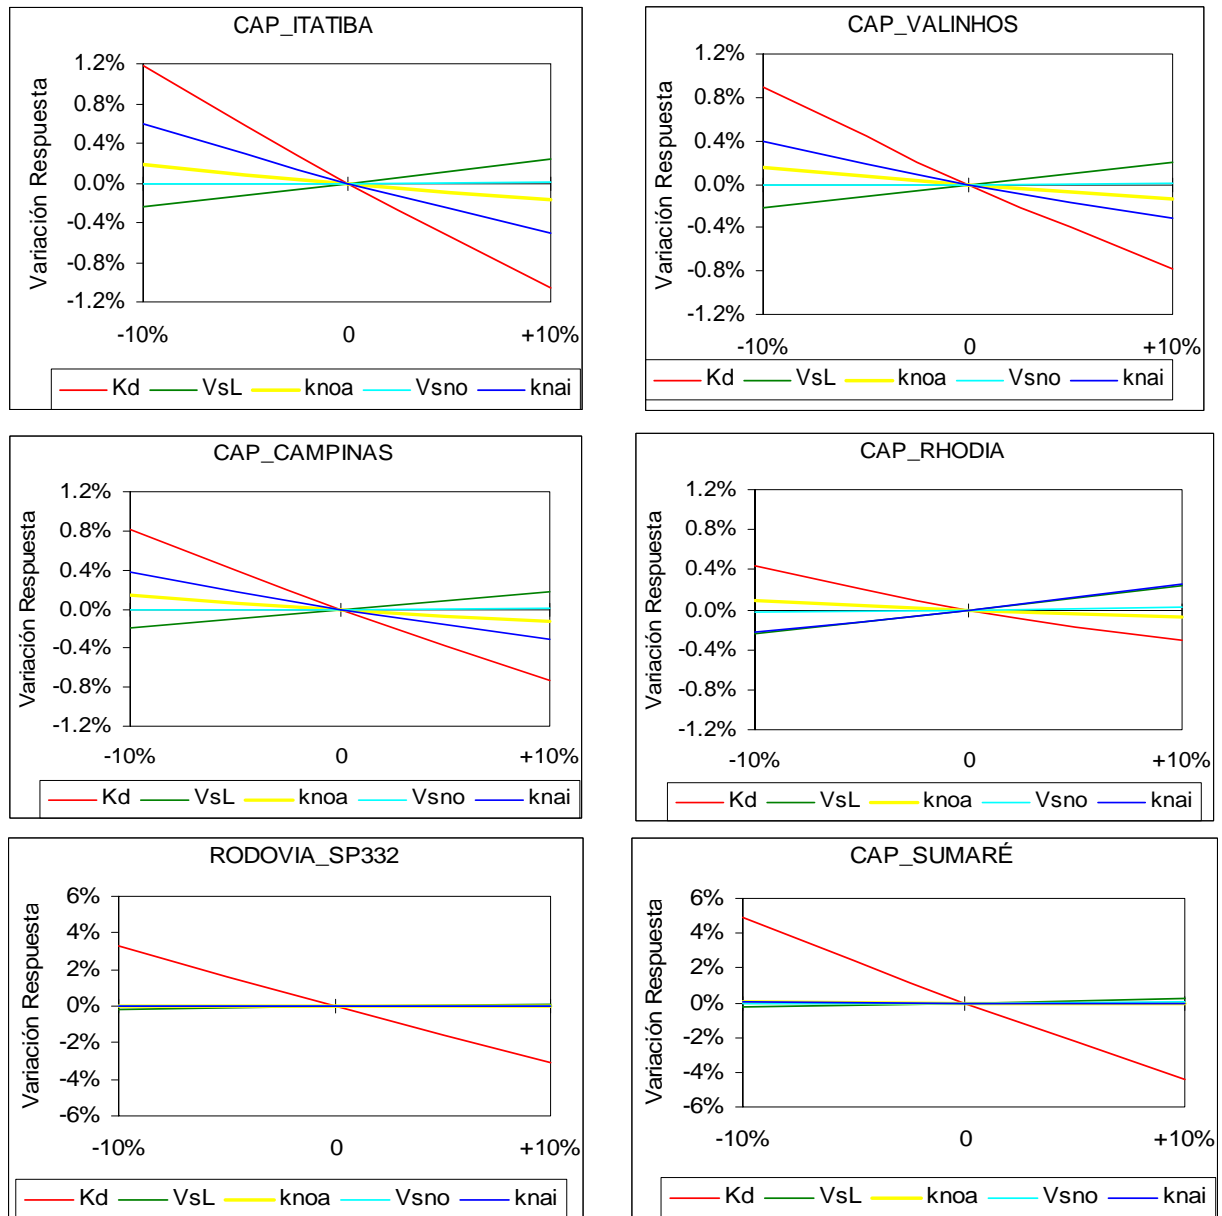 CAP_ITATIBA
Variación Respuesta
1.2%
0.8%
0.4%
0.0%
-0.4%
-0.8%
-1.2%
-10% 0 +10%
Kd VsL knoa Vsno knai
CAP_VALINHOS
Variación Respuesta
1.2%
0.8%
0.4%
0.0%
-0.4%
-0.8%
-1.2%
-10% 0 +10%
Kd VsL knoa Vsno knai
CAP_CAMPINAS
Variación Respuesta
1.2%
0.8%
0.4%
0.0%
-0.4%
-0.8%
-1.2%
-10% 0 +10%
Kd VsL knoa Vsno knai
CAP_RHODIA
Variación Respuesta
1.2%
0.8%
0.4%
0.0%
-0.4%
-0.8%
-1.2%
-10% 0 +10%
Kd VsL knoa Vsno knai
RODOVIA_SP332
Variación Respuesta
6%
4%
2%
0%
-2%
-4%
-6%
-10% 0 +10%
Kd VsL knoa Vsno knai
CAP_SUMARÉ
Variación Respuesta
6%
4%
2%
0%
-2%
-4%
-6%
-10% 0 +10%
Kd VsL knoa Vsno knai